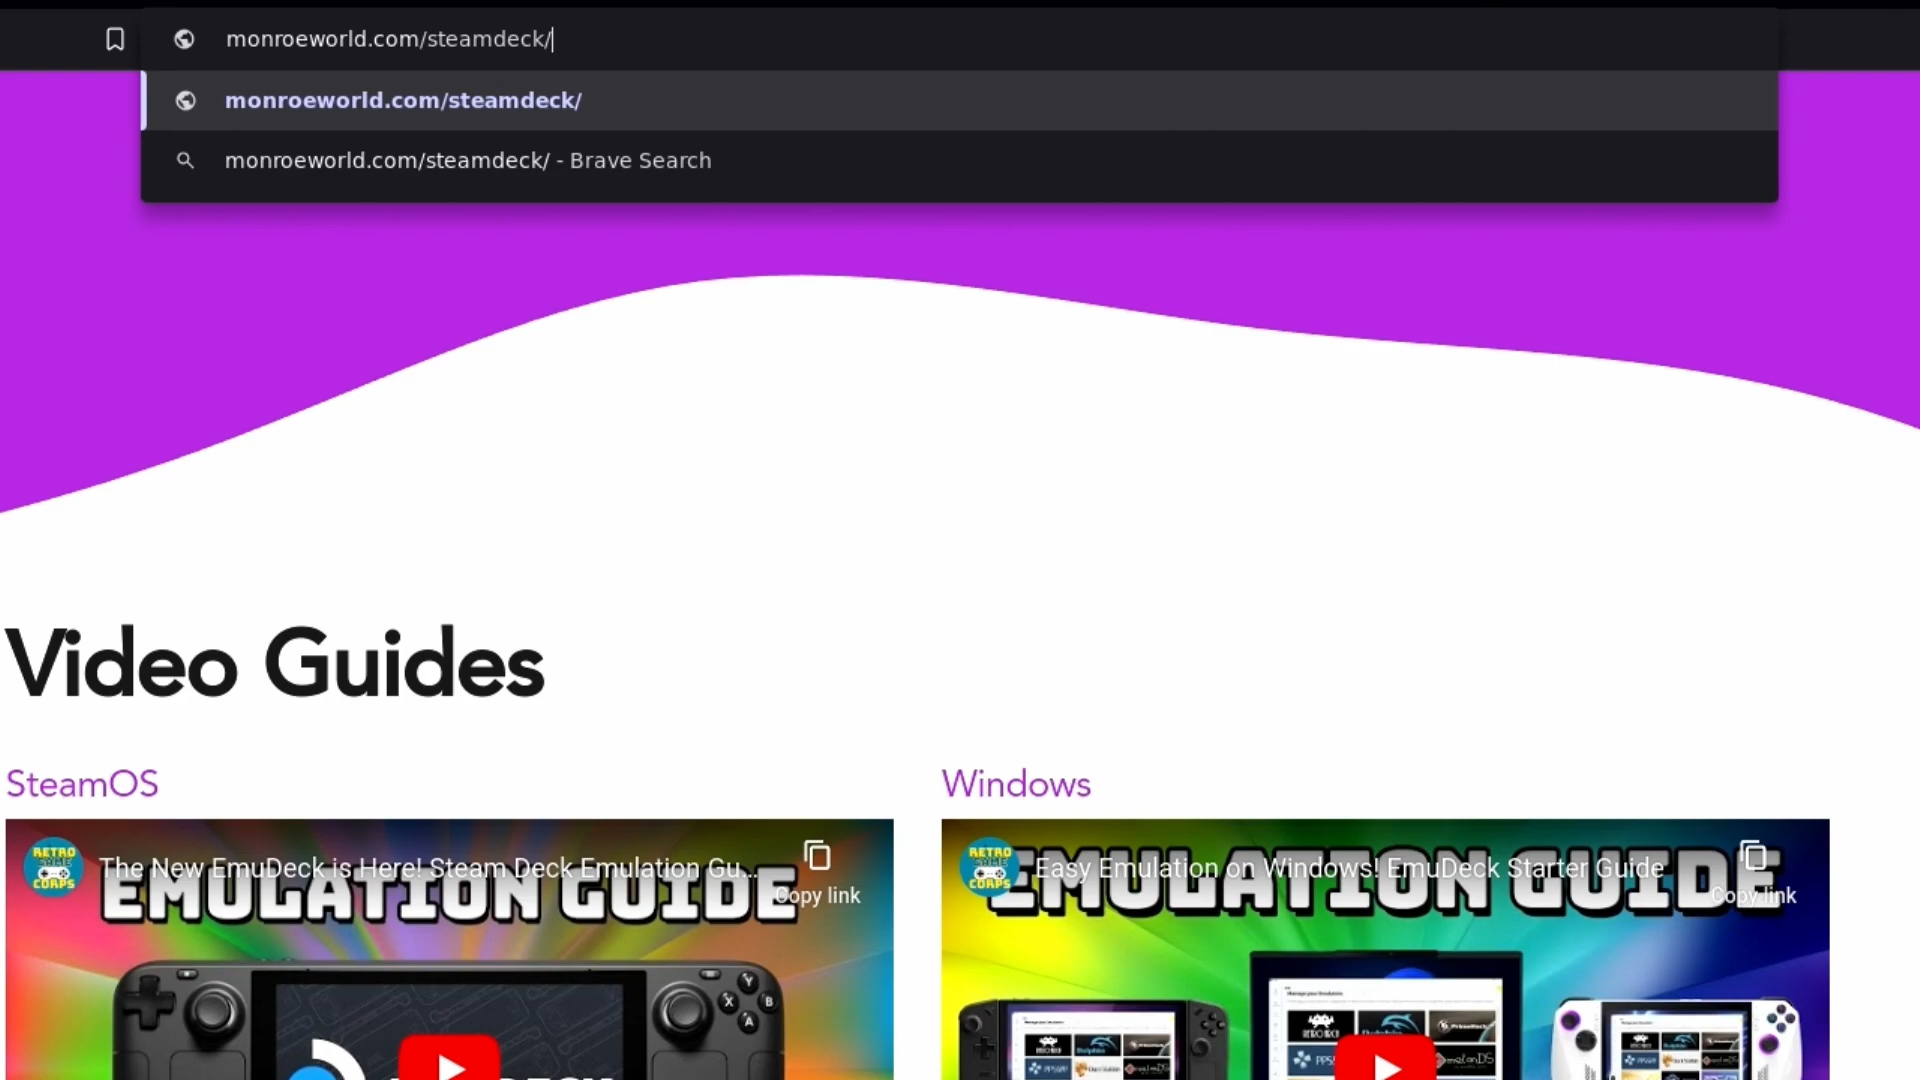 monroeworld.com/steamdeck/
monroeworld.com/steamdeck/
monroeworld.com/steamdeck/ - Brave Search
Video Guides
SteamOS
Windows
RETRO GAME CORPS
The New EmuDeck is Here! Steam Deck Emulation Gu...
Copy link
EMULATION GUIDE
Y
X B
A
RETRO GAME CORPS
Easy Emulation on Windows! EmuDeck Starter Guide
Copy link
EMULATION GUIDE